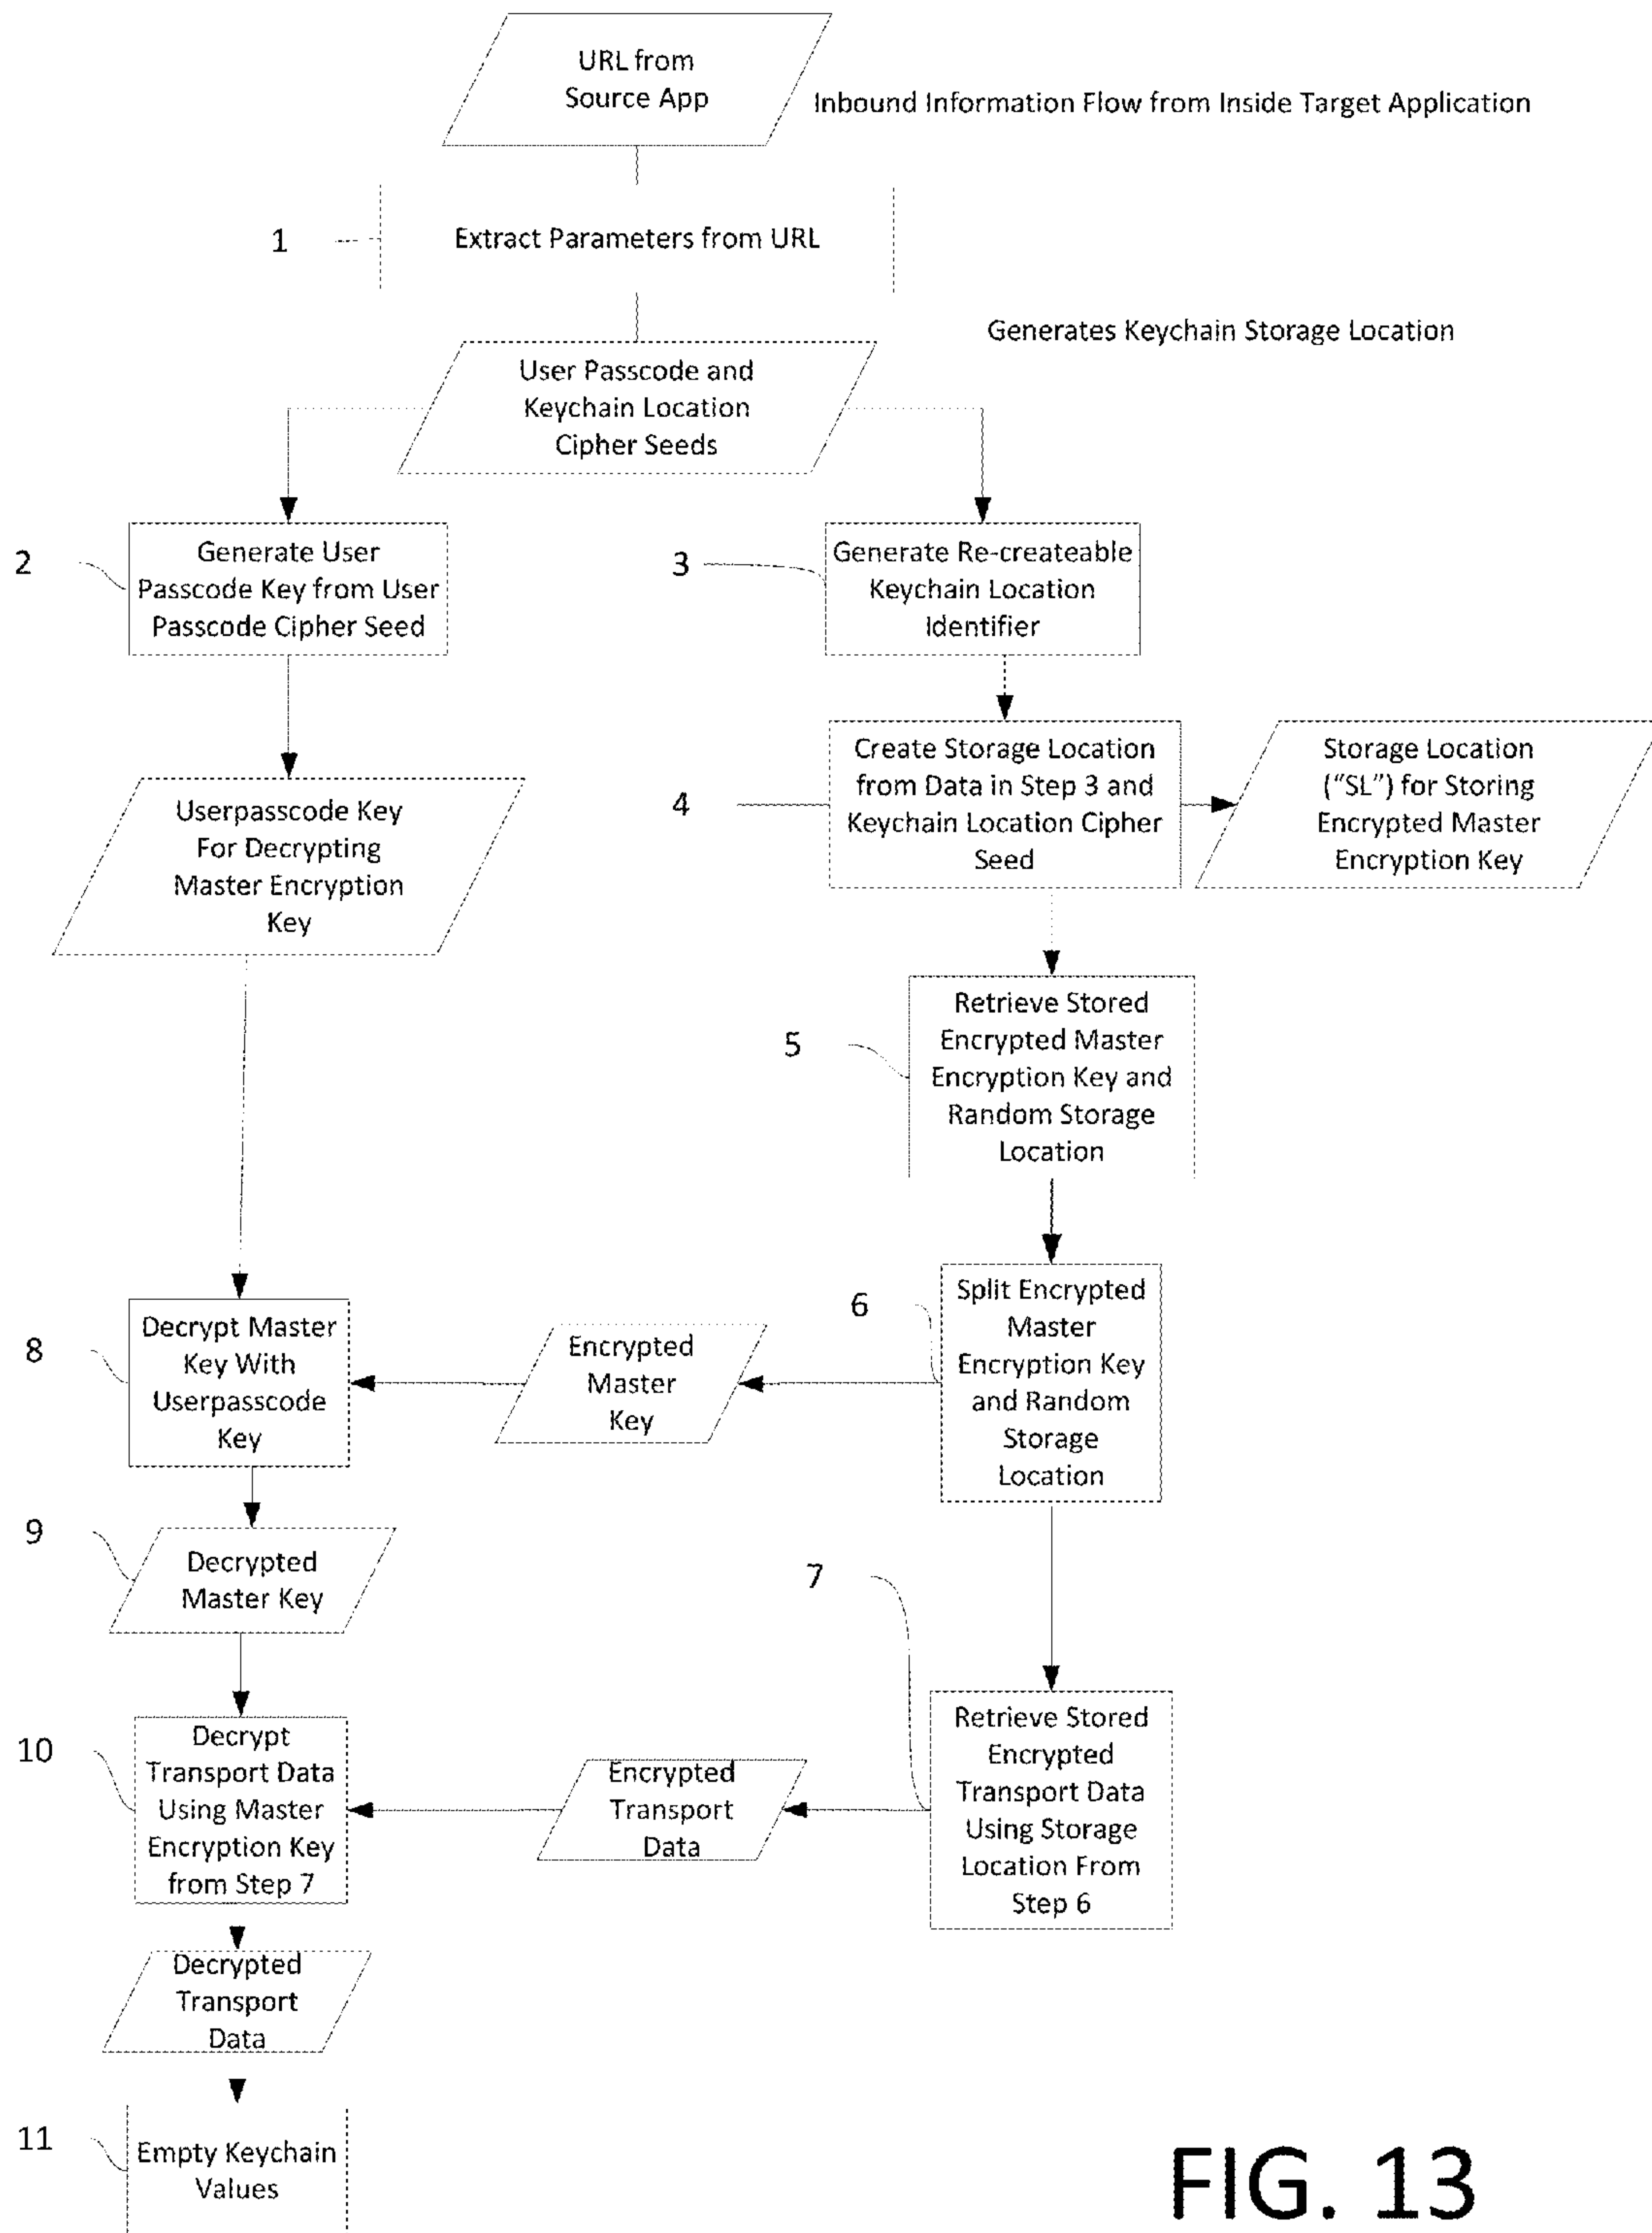 URL from
Source App
Inbound Information Flow from Inside Target Application
1
Extract Parameters from URL
Generates Keychain Storage Location
User Passcode and
Keychain Location
Cipher Seeds
2
Generate User
Passcode Key from User
Passcode Cipher Seed
3
Generate Re-createable
Keychain Location
Identifier
4
Create Storage Location
from Data in Step 3 and
Keychain Location Cipher
Seed
Storage Location
(“SL”) for Storing
Encrypted Master
Encryption Key
Userpasscode Key
For Decrypting
Master Encryption
Key
5
Retrieve Stored
Encrypted Master
Encryption Key and
Random Storage
Location
6
Split Encrypted
Master
Encryption Key
and Random
Storage
Location
8
Decrypt Master
Key With
Userpasscode
Key
Encrypted
Master
Key
9
Decrypted
Master Key
7
Retrieve Stored
Encrypted
Transport Data
Using Storage
Location From
Step 6
10
Decrypt
Transport Data
Using Master
Encryption Key
from Step 7
Encrypted
Transport
Data
Decrypted
Transport
Data
11
Empty Keychain
Values
FIG. 13